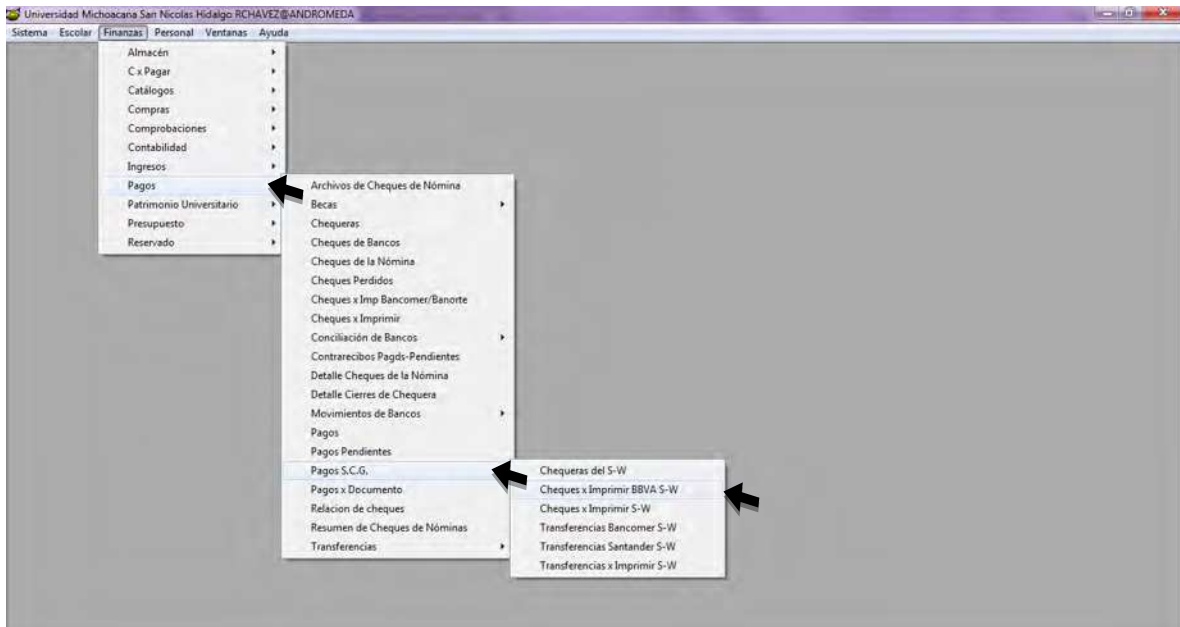 Universidad Michoacana San Nicolas Hidalgo RCHAVEZ@ANDROMEDA
Sistema Escolar Finanzas Personal Ventanas Ayuda
Almacén
C x Pagar
Catálogos
Compras
Comprobaciones
Contabilidad
Ingresos
Pagos
Patrimonio Universitario
Presupuesto
Reservado
Archivos de Cheques de Nómina
Becas
Chequeras
Cheques de Bancos
Cheques de la Nómina
Cheques Perdidos
Cheques x Imp Bancomer/Banorte
Cheques x Imprimir
Conciliación de Bancos
Contrarecibos Pagds-Pendientes
Detalle Cheques de la Nómina
Detalle Cierres de Chequera
Movimientos de Bancos
Pagos
Pagos Pendientes
Pagos S.C.G.
Pagos x Documento
Relacion de cheques
Resumen de Cheques de Nóminas
Transferencias
Chequeras del S-W
Cheques x Imprimir BBVA S-W
Cheques x Imprimir S-W
Transferencias Bancomer S-W
Transferencias Santander S-W
Transferencias x Imprimir S-W